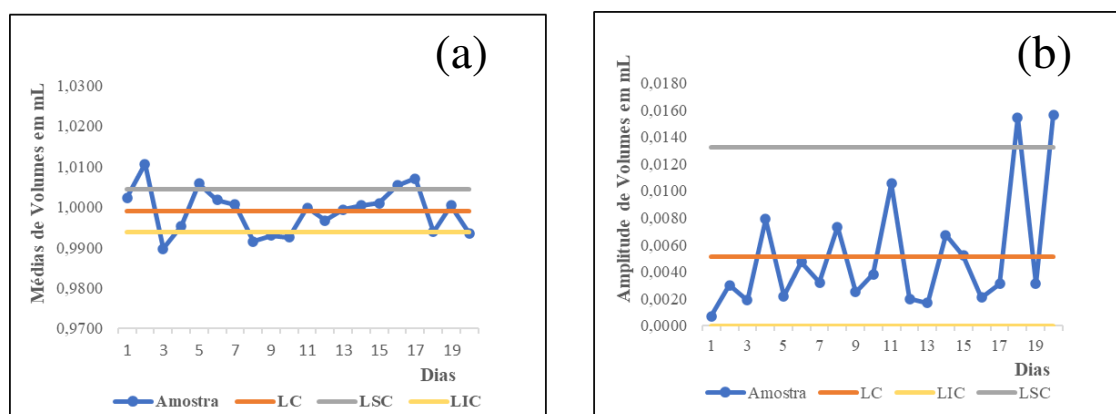 (a)
Médias de Volumes em mL
1,0300
1,0200
1,0100
1,0000
0,9900
0,9800
0,9700
1 3 5 7 9 11 13 15 17 19
Dias
Amostra LC LSC LIC
(b)
Amplitude de Volumes em mL
0,0180
0,0160
0,0140
0,0120
0,0100
0,0080
0,0060
0,0040
0,0020
0,0000
1 3 5 7 9 11 13 15 17 19
Dias
Amostra LC LIC LSC